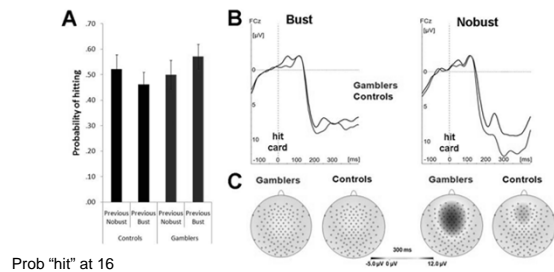 A
Probability of hitting
.70
.60
.50
.40
.30
.20
.10
.00
Previous Nobust
Previous Bust
Previous Nobust
Previous Bust
Controls
Gamblers
Prob “hit” at 16
B
Bust
FCz
[µV]
0
5
10
hit
card
Gamblers
Controls
-100 0 100 200 300 [ms]
Nobust
FCz
[µV]
0
5
10
hit
card
-100 0 100 200 300 [ms]
C
Gamblers
Controls
Gamblers
Controls
300 ms
-5.0 µV 0 µV 12.0 µV